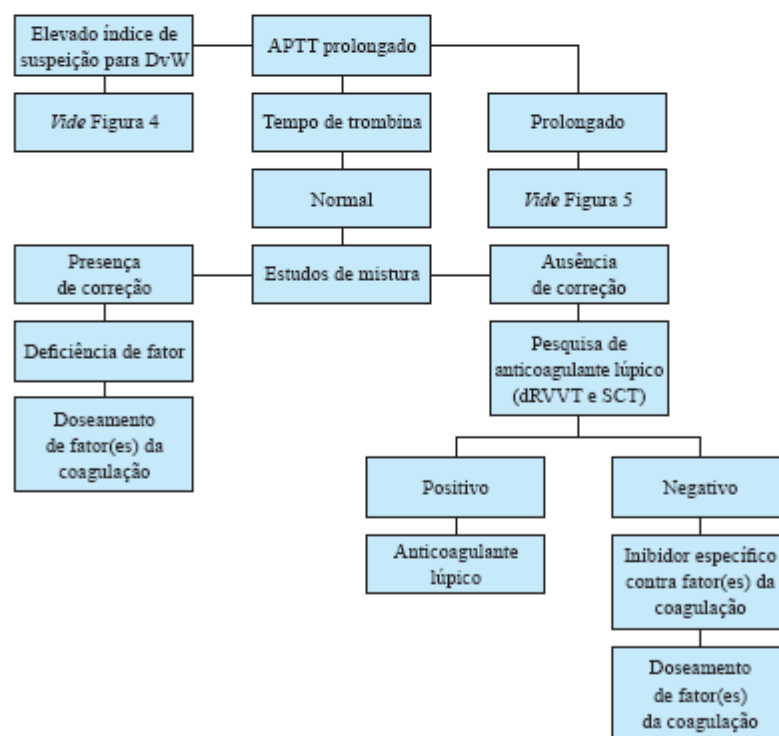 Elevado índice de
suspeição para DvW
APTT prolongado
Vide Figura 4
Tempo de trombina
Prolongado
Normal
Vide Figura 5
Presença
de correção
Estudos de mistura
Ausência
de correção
Deficiência de fator
Pesquisa de
anticoagulante lúpico
(dRVVT e SCT)
Doseamento
de fator(es) da
coagulação
Positivo
Negativo
Anticoagulante
lúpico
Inibidor específico
contra fator(es) da
coagulação
Doseamento
de fator(es)
da coagulação